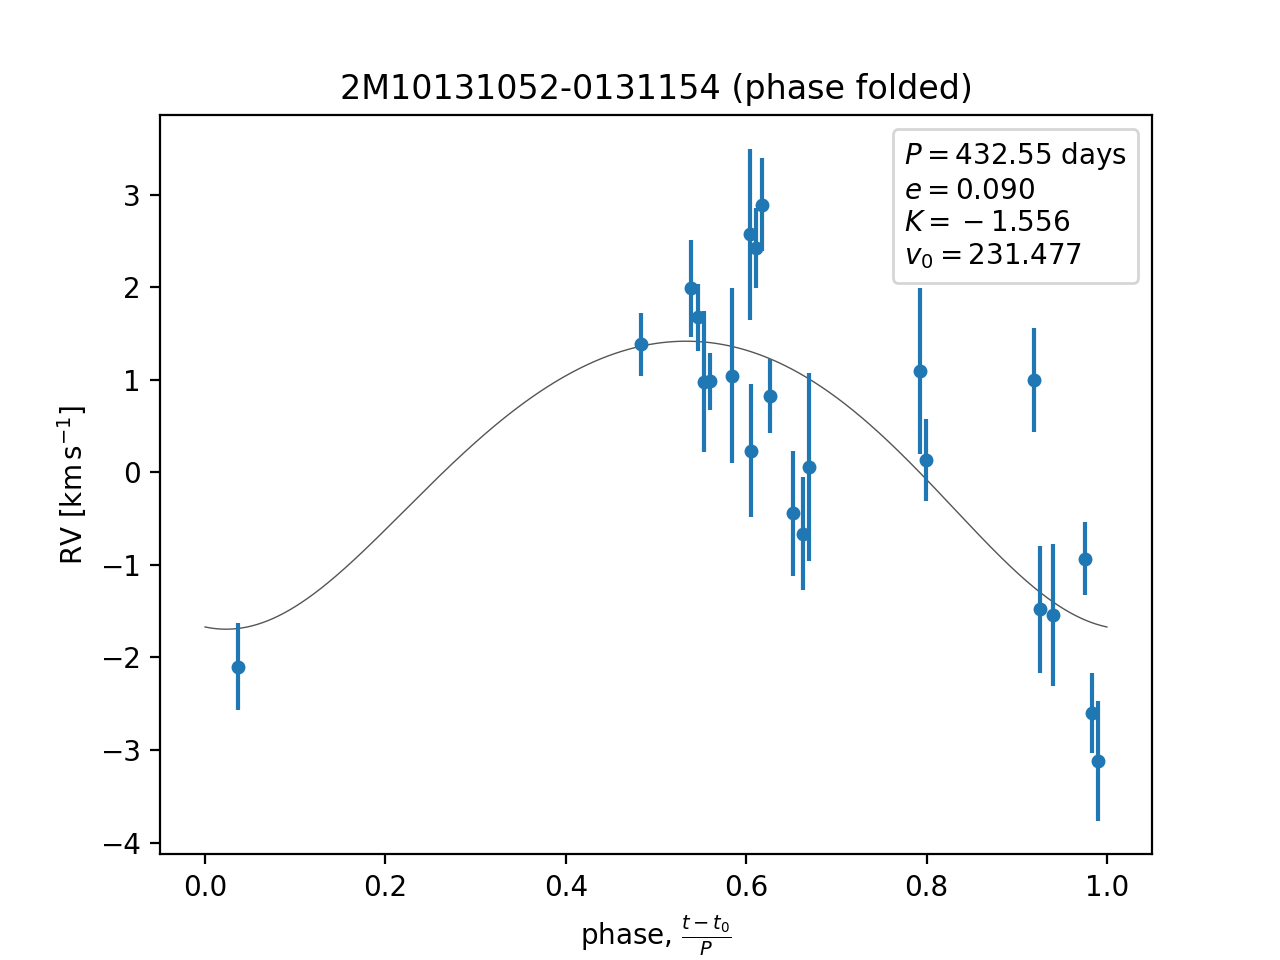 2M10131052-0131154 (phase folded)
P = 432.55 days
e = 0.090
K = −1.556
v₀ = 231.477
RV [km s⁻¹]
3
2
1
0
−1
−2
−3
−4
0.0 0.2 0.4 0.6 0.8 1.0
phase, (t − t₀)/P